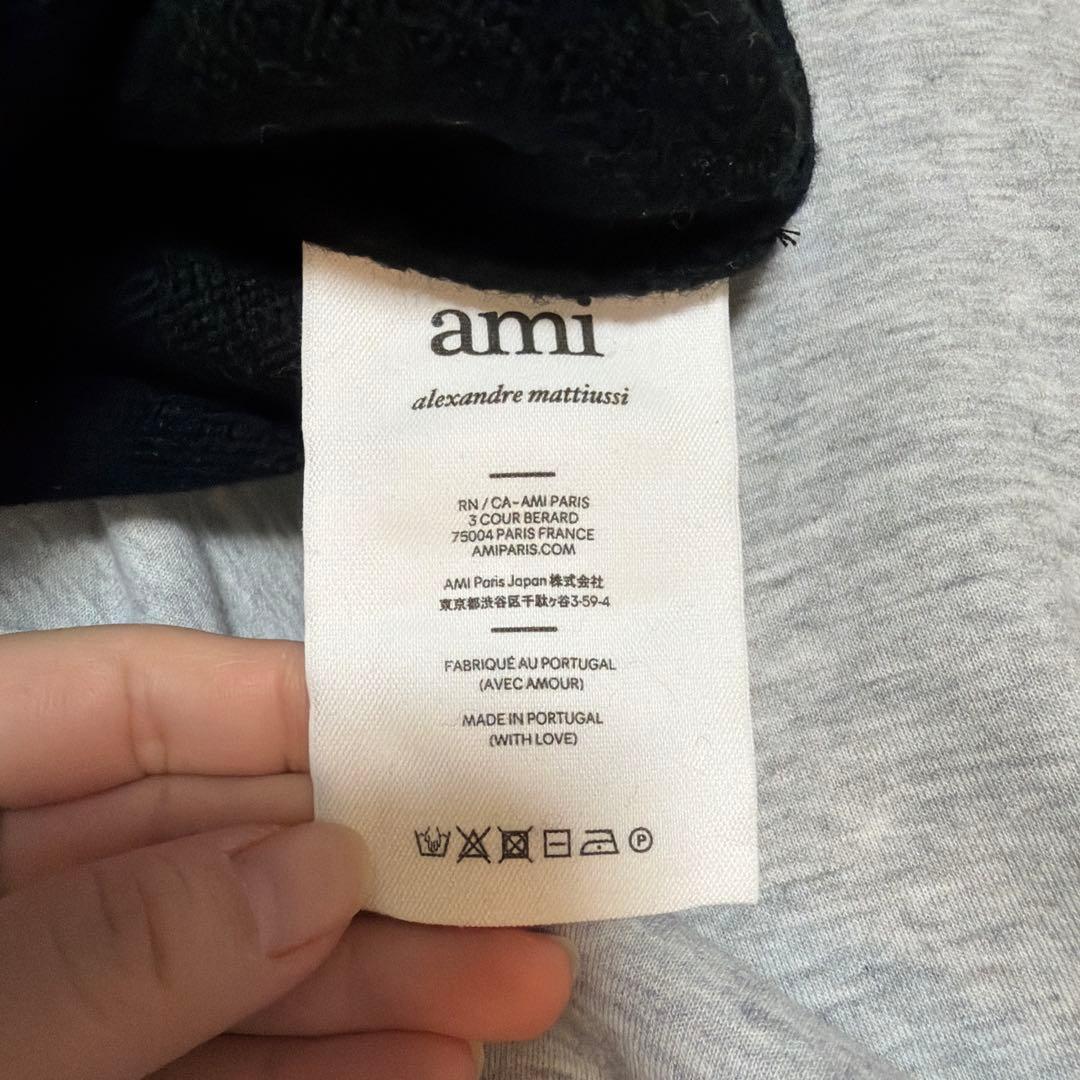 ami
alexandre mattiussi
RN / CA-AMI PARIS
3 COUR BERARD
75004 PARIS FRANCE
AMIPARIS.COM
AMI Paris Japan 株式会社
東京都渋谷区千駄ヶ谷3-59-4
FABRIQUÉ AU PORTUGAL
(AVEC AMOUR)
MADE IN PORTUGAL
(WITH LOVE)
P